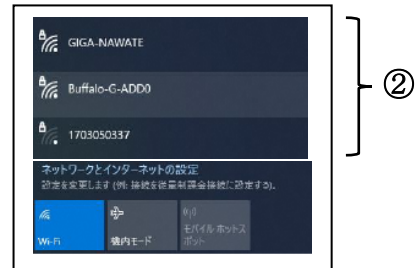 GIGA-NAWATE
Buffalo-G-ADD0
②
1703050337
ネットワークとインターネットの設定
設定を変更します (例: 接続を従量制課金接続に設定する)。
Wi-Fi
機内モード
モバイル ホットス
ポット